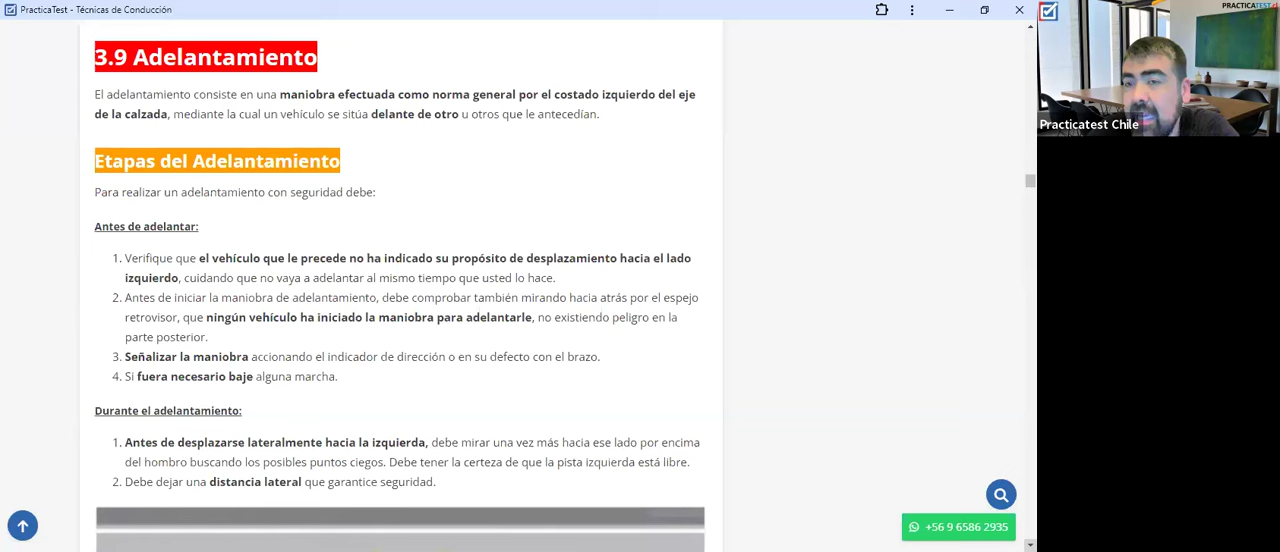 PracticaTest - Técnicas de Conducción
PRACTICATEST.cl
3.9 Adelantamiento
El adelantamiento consiste en una maniobra efectuada como norma general por el costado izquierdo del eje
de la calzada, mediante la cual un vehículo se sitúa delante de otro u otros que le antecedían.
Practicatest Chile
Etapas del Adelantamiento
Para realizar un adelantamiento con seguridad debe:
Antes de adelantar:
1. Verifique que el vehículo que le precede no ha indicado su propósito de desplazamiento hacia el lado
izquierdo, cuidando que no vaya a adelantar al mismo tiempo que usted lo hace.
2. Antes de iniciar la maniobra de adelantamiento, debe comprobar también mirando hacia atrás por el espejo
retrovisor, que ningún vehículo ha iniciado la maniobra para adelantarle, no existiendo peligro en la
parte posterior.
3. Señalizar la maniobra accionando el indicador de dirección o en su defecto con el brazo.
4. Si fuera necesario baje alguna marcha.
Durante el adelantamiento:
1. Antes de desplazarse lateralmente hacia la izquierda, debe mirar una vez más hacia ese lado por encima
del hombro buscando los posibles puntos ciegos. Debe tener la certeza de que la pista izquierda está libre.
2. Debe dejar una distancia lateral que garantice seguridad.
+56 9 6586 2935